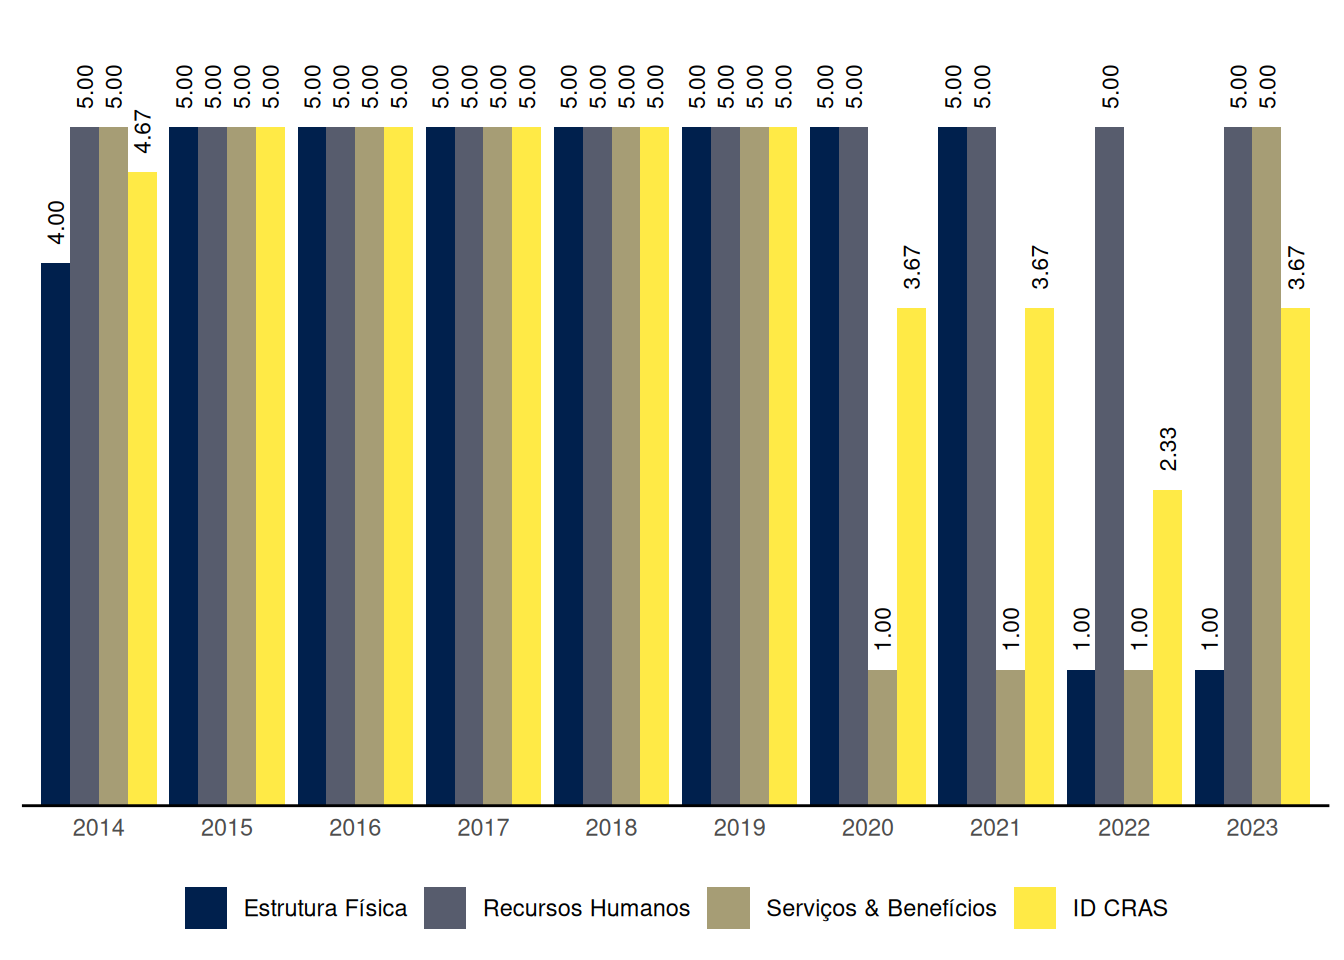 5.00 5.00 5.00 5.00 5.00 5.00 5.00 5.00 5.00 5.00 5.00 5.00 5.00 5.00 5.00 5.00 5.00 5.00 5.00 5.00 5.00 5.00 5.00 5.00 5.00 5.00 5.00 5.00 5.00
4.67
4.00
3.67 3.67 3.67
2.33
1.00 1.00 1.00 1.00 1.00
2014 2015 2016 2017 2018 2019 2020 2021 2022 2023
Estrutura Física Recursos Humanos Serviços & Benefícios ID CRAS